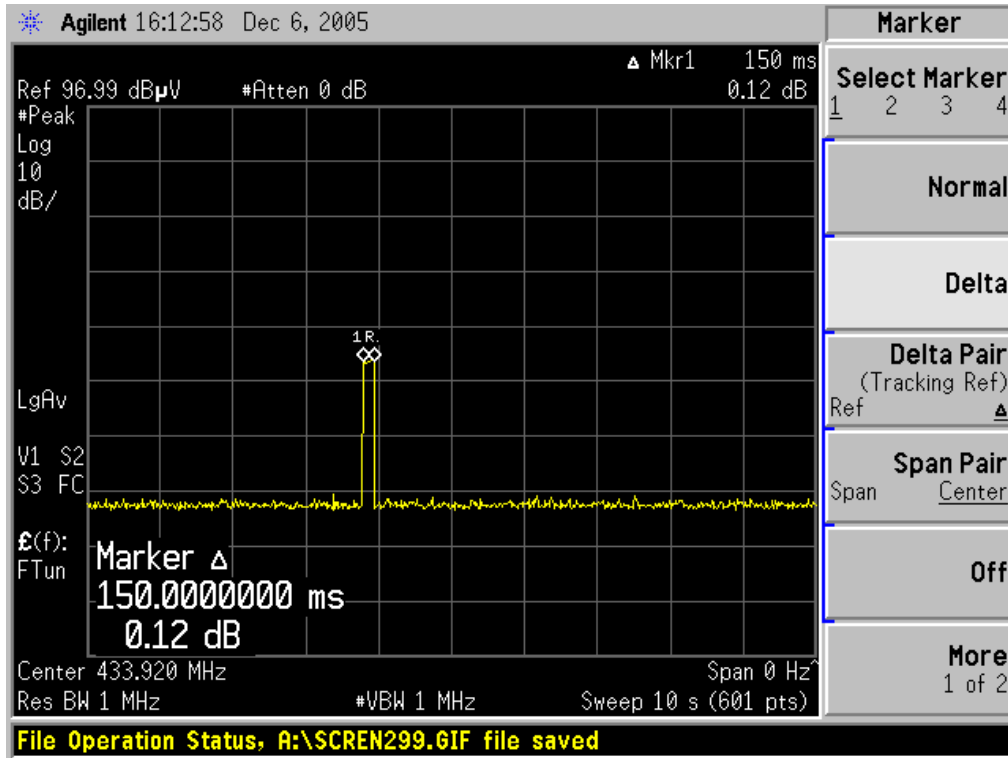 Agilent 16:12:58 Dec 6, 2005
Δ Mkr1 150 ms
Ref 96.99 dBµV #Atten 0 dB 0.12 dB
#Peak
Log
10
dB/
1R
LgAv
V1 S2
S3 FC
£(f):
FTun
Marker Δ
150.0000000 ms
0.12 dB
Center 433.920 MHz Span 0 Hz^
Res BW 1 MHz #VBW 1 MHz Sweep 10 s (601 pts)
File Operation Status, A:\SCREN299.GIF file saved
Marker
Select Marker
1 2 3 4
Normal
Delta
Delta Pair
(Tracking Ref)
Ref Δ
Span Pair
Span Center
Off
More
1 of 2